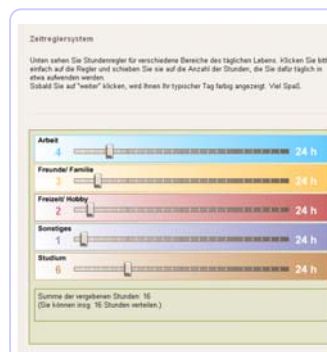 Zeitreglersystem
Unten sehen Sie Stundenregler für verschiedene Bereiche des täglichen Lebens. Klicken Sie bitt
einfach auf die Regler und schieben Sie sie auf die Anzahl der Stunden, die Sie dafür täglich in
etwa aufwenden werden.
Sobald Sie auf "weiter" klicken, wird Ihnen Ihr typischer Tag farbig angezeigt. Viel Spaß.
Arbeit
4 24 h
Freunde/ Familie
3 24 h
Freizeit/ Hobby
2 24 h
Sonstiges
1 24 h
Studium
6 24 h
Summe der vergebenen Stunden: 16
(Sie können insg. 16 Stunden verteilen.)